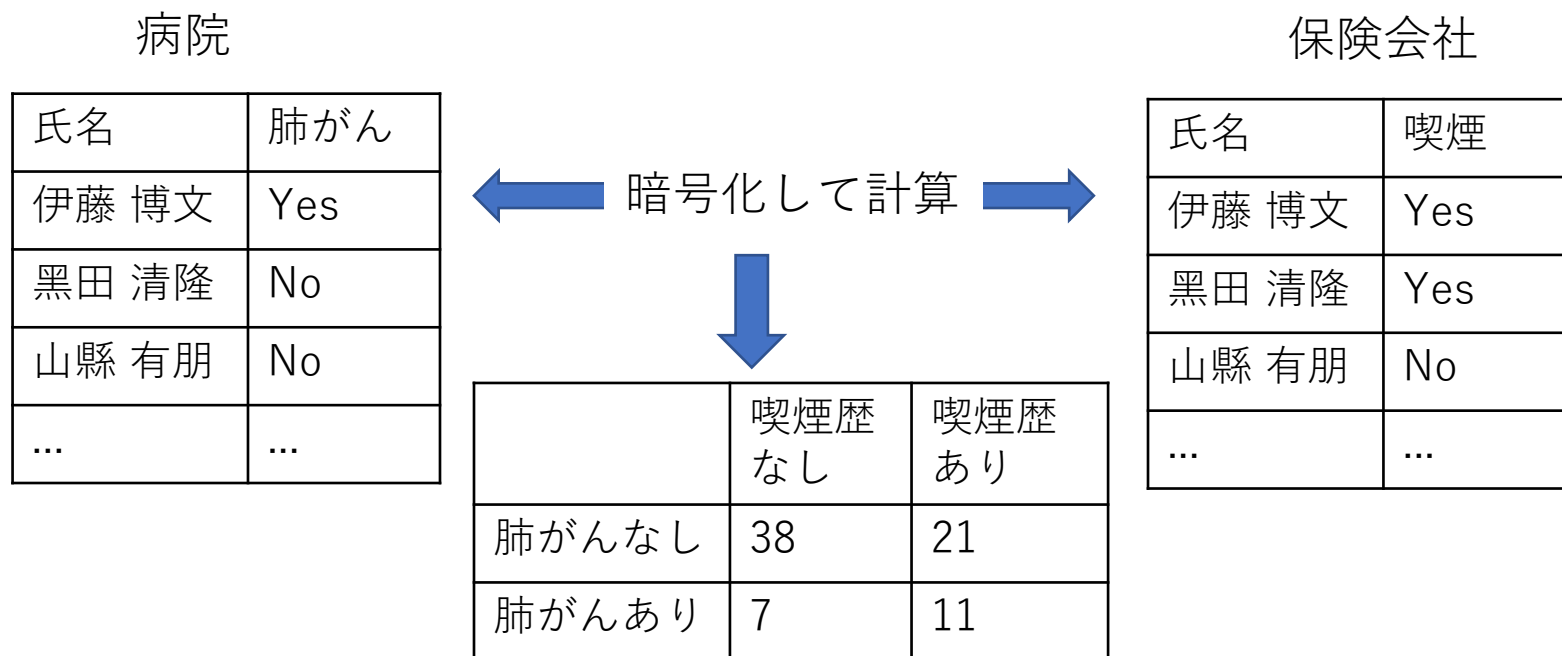 病院
氏名 肺がん
伊藤 博文 Yes
黑田 清隆 No
山縣 有朋 No
... ...
暗号化して計算
保険会社
氏名 喫煙
伊藤 博文 Yes
黑田 清隆 Yes
山縣 有朋 No
... ...
喫煙歴 喫煙歴
なし あり
肺がんなし 38 21
肺がんあり 7 11